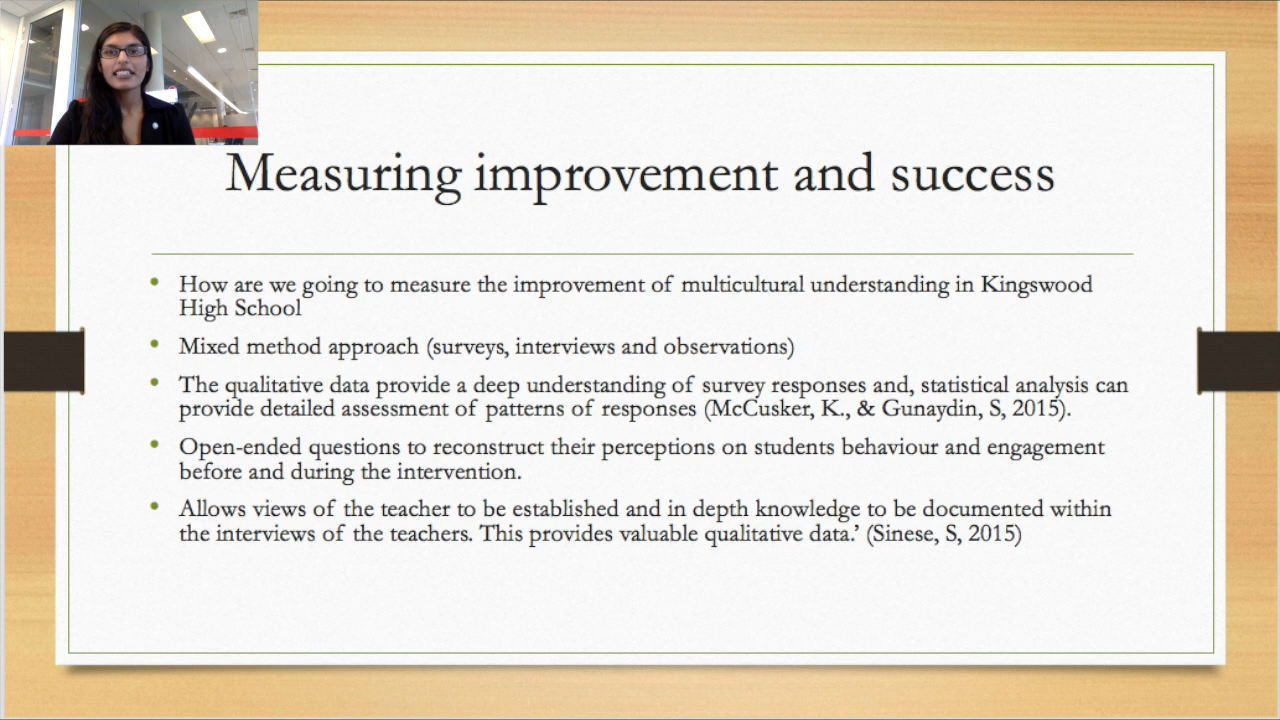 Measuring improvement and success
• How are we going to measure the improvement of multicultural understanding in Kingswood
High School
• Mixed method approach (surveys, interviews and observations)
• The qualitative data provide a deep understanding of survey responses and, statistical analysis can
provide detailed assessment of patterns of responses (McCusker, K., & Gunaydin, S, 2015).
• Open-ended questions to reconstruct their perceptions on students behaviour and engagement
before and during the intervention.
• Allows views of the teacher to be established and in depth knowledge to be documented within
the interviews of the teachers. This provides valuable qualitative data.’ (Sinese, S, 2015)